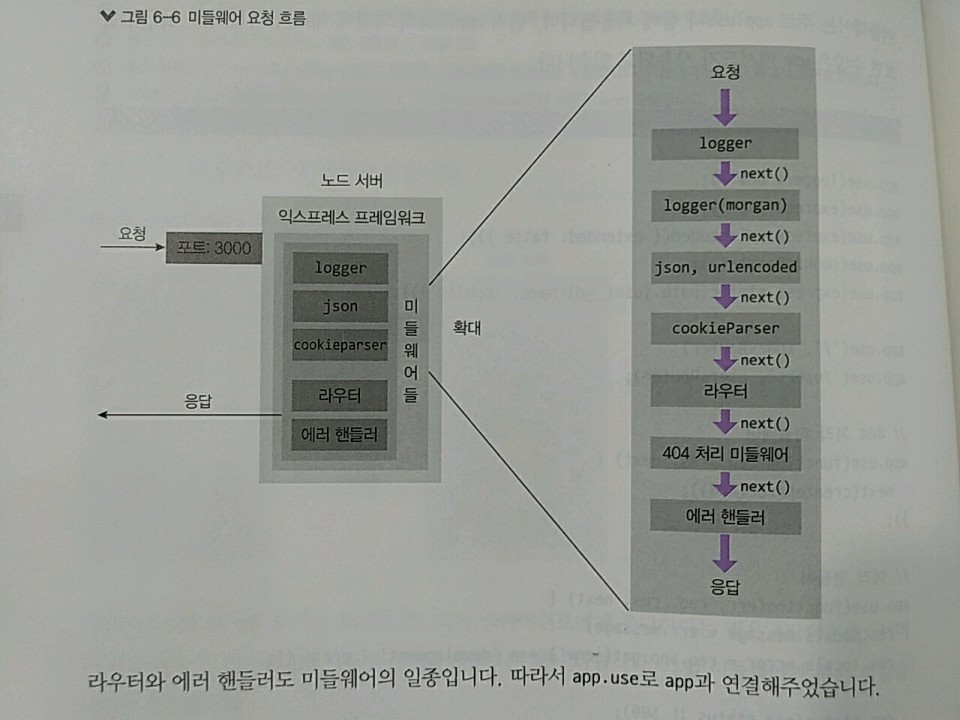 그림 6-6 미들웨어 요청 흐름
노드 서버
익스프레스 프레임워크
요청
포트: 3000
logger
json
cookieparser
라우터
에러 핸들러
미들웨어들
응답
확대
요청
logger
next()
logger(morgan)
next()
json, urlencoded
next()
cookieParser
next()
라우터
next()
404 처리 미들웨어
next()
에러 핸들러
응답
라우터와 에러 핸들러도 미들웨어의 일종입니다. 따라서 app.use로 app과 연결해주었습니다.